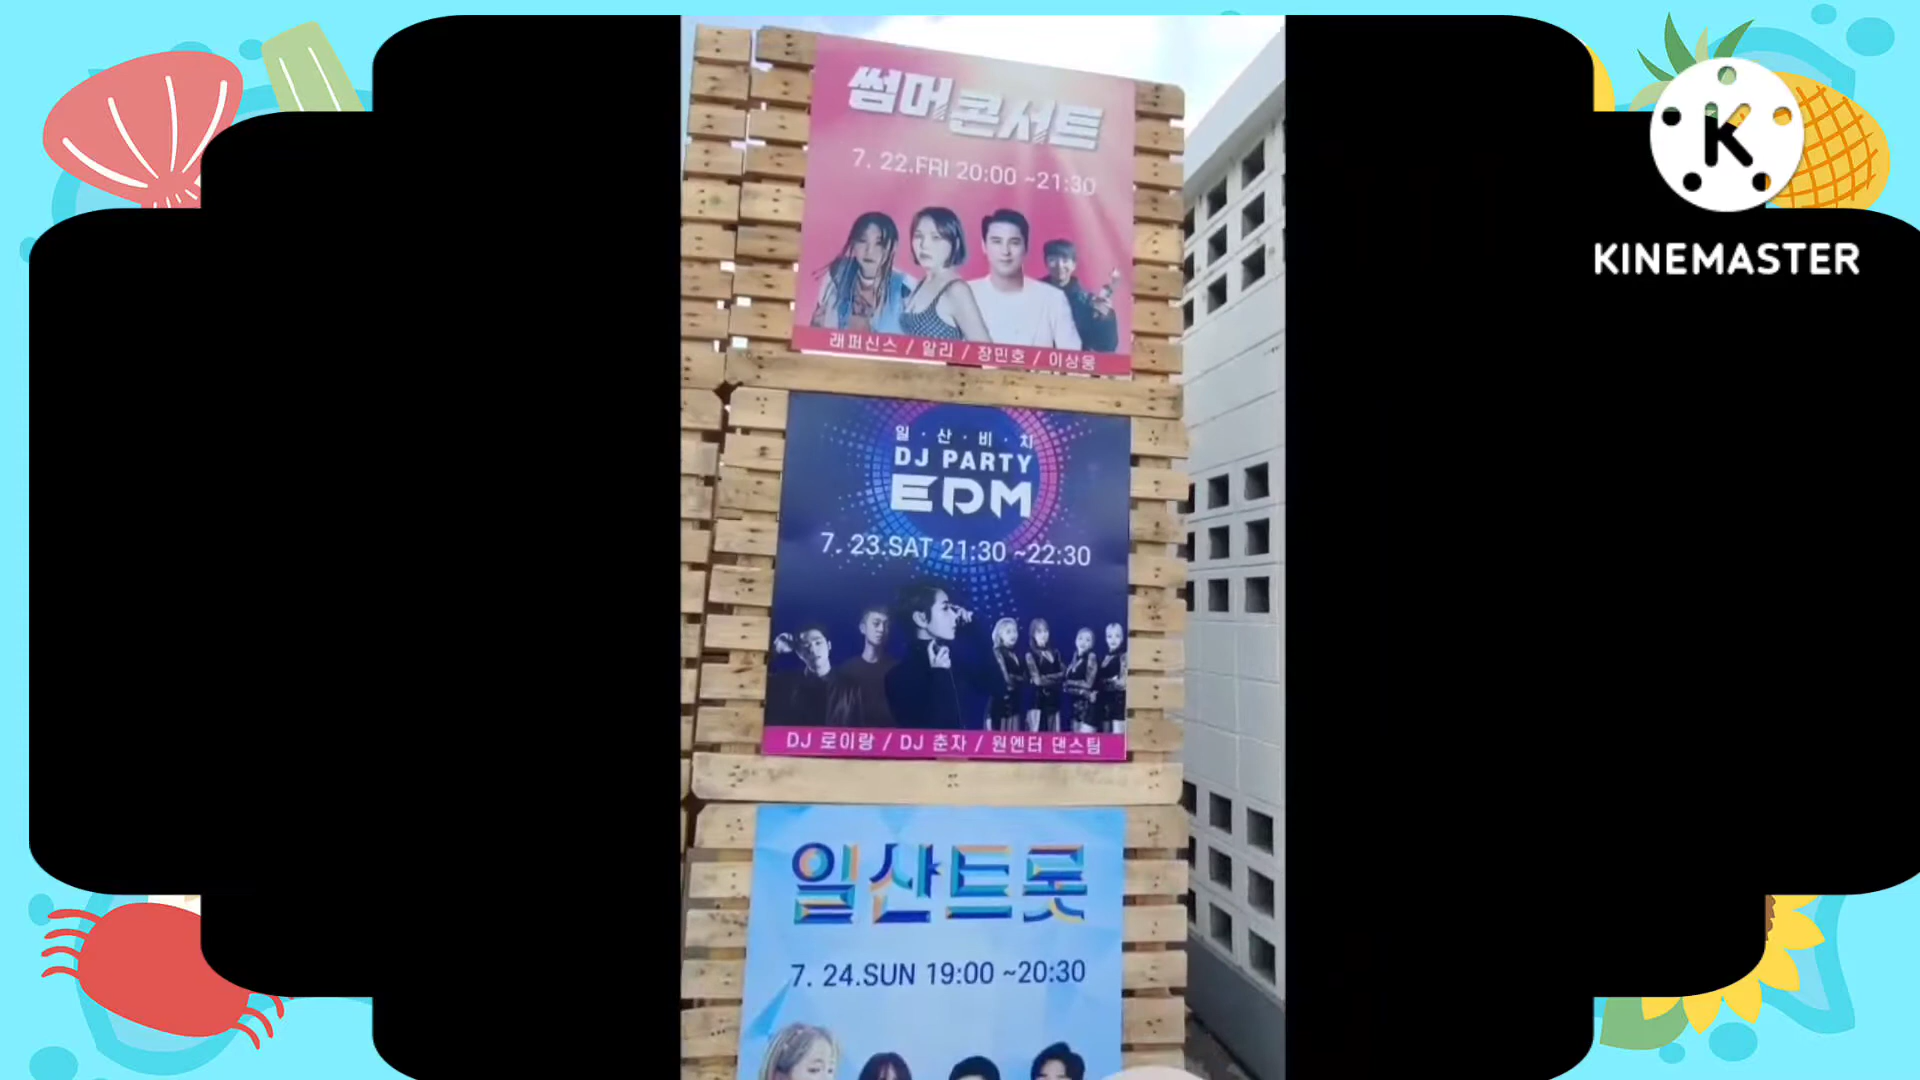 썸머콘서트
7. 22.FRI 20:00 ~21:30
래퍼신스 / 알리 / 장민호 / 이상웅
일·산·비·치
DJ PARTY
EDM
7. 23.SAT 21:30 ~22:30
DJ 로이랑 / DJ 춘자 / 원엔터 댄스팀
일산트롯
7. 24.SUN 19:00 ~20:30
K
KINEMASTER